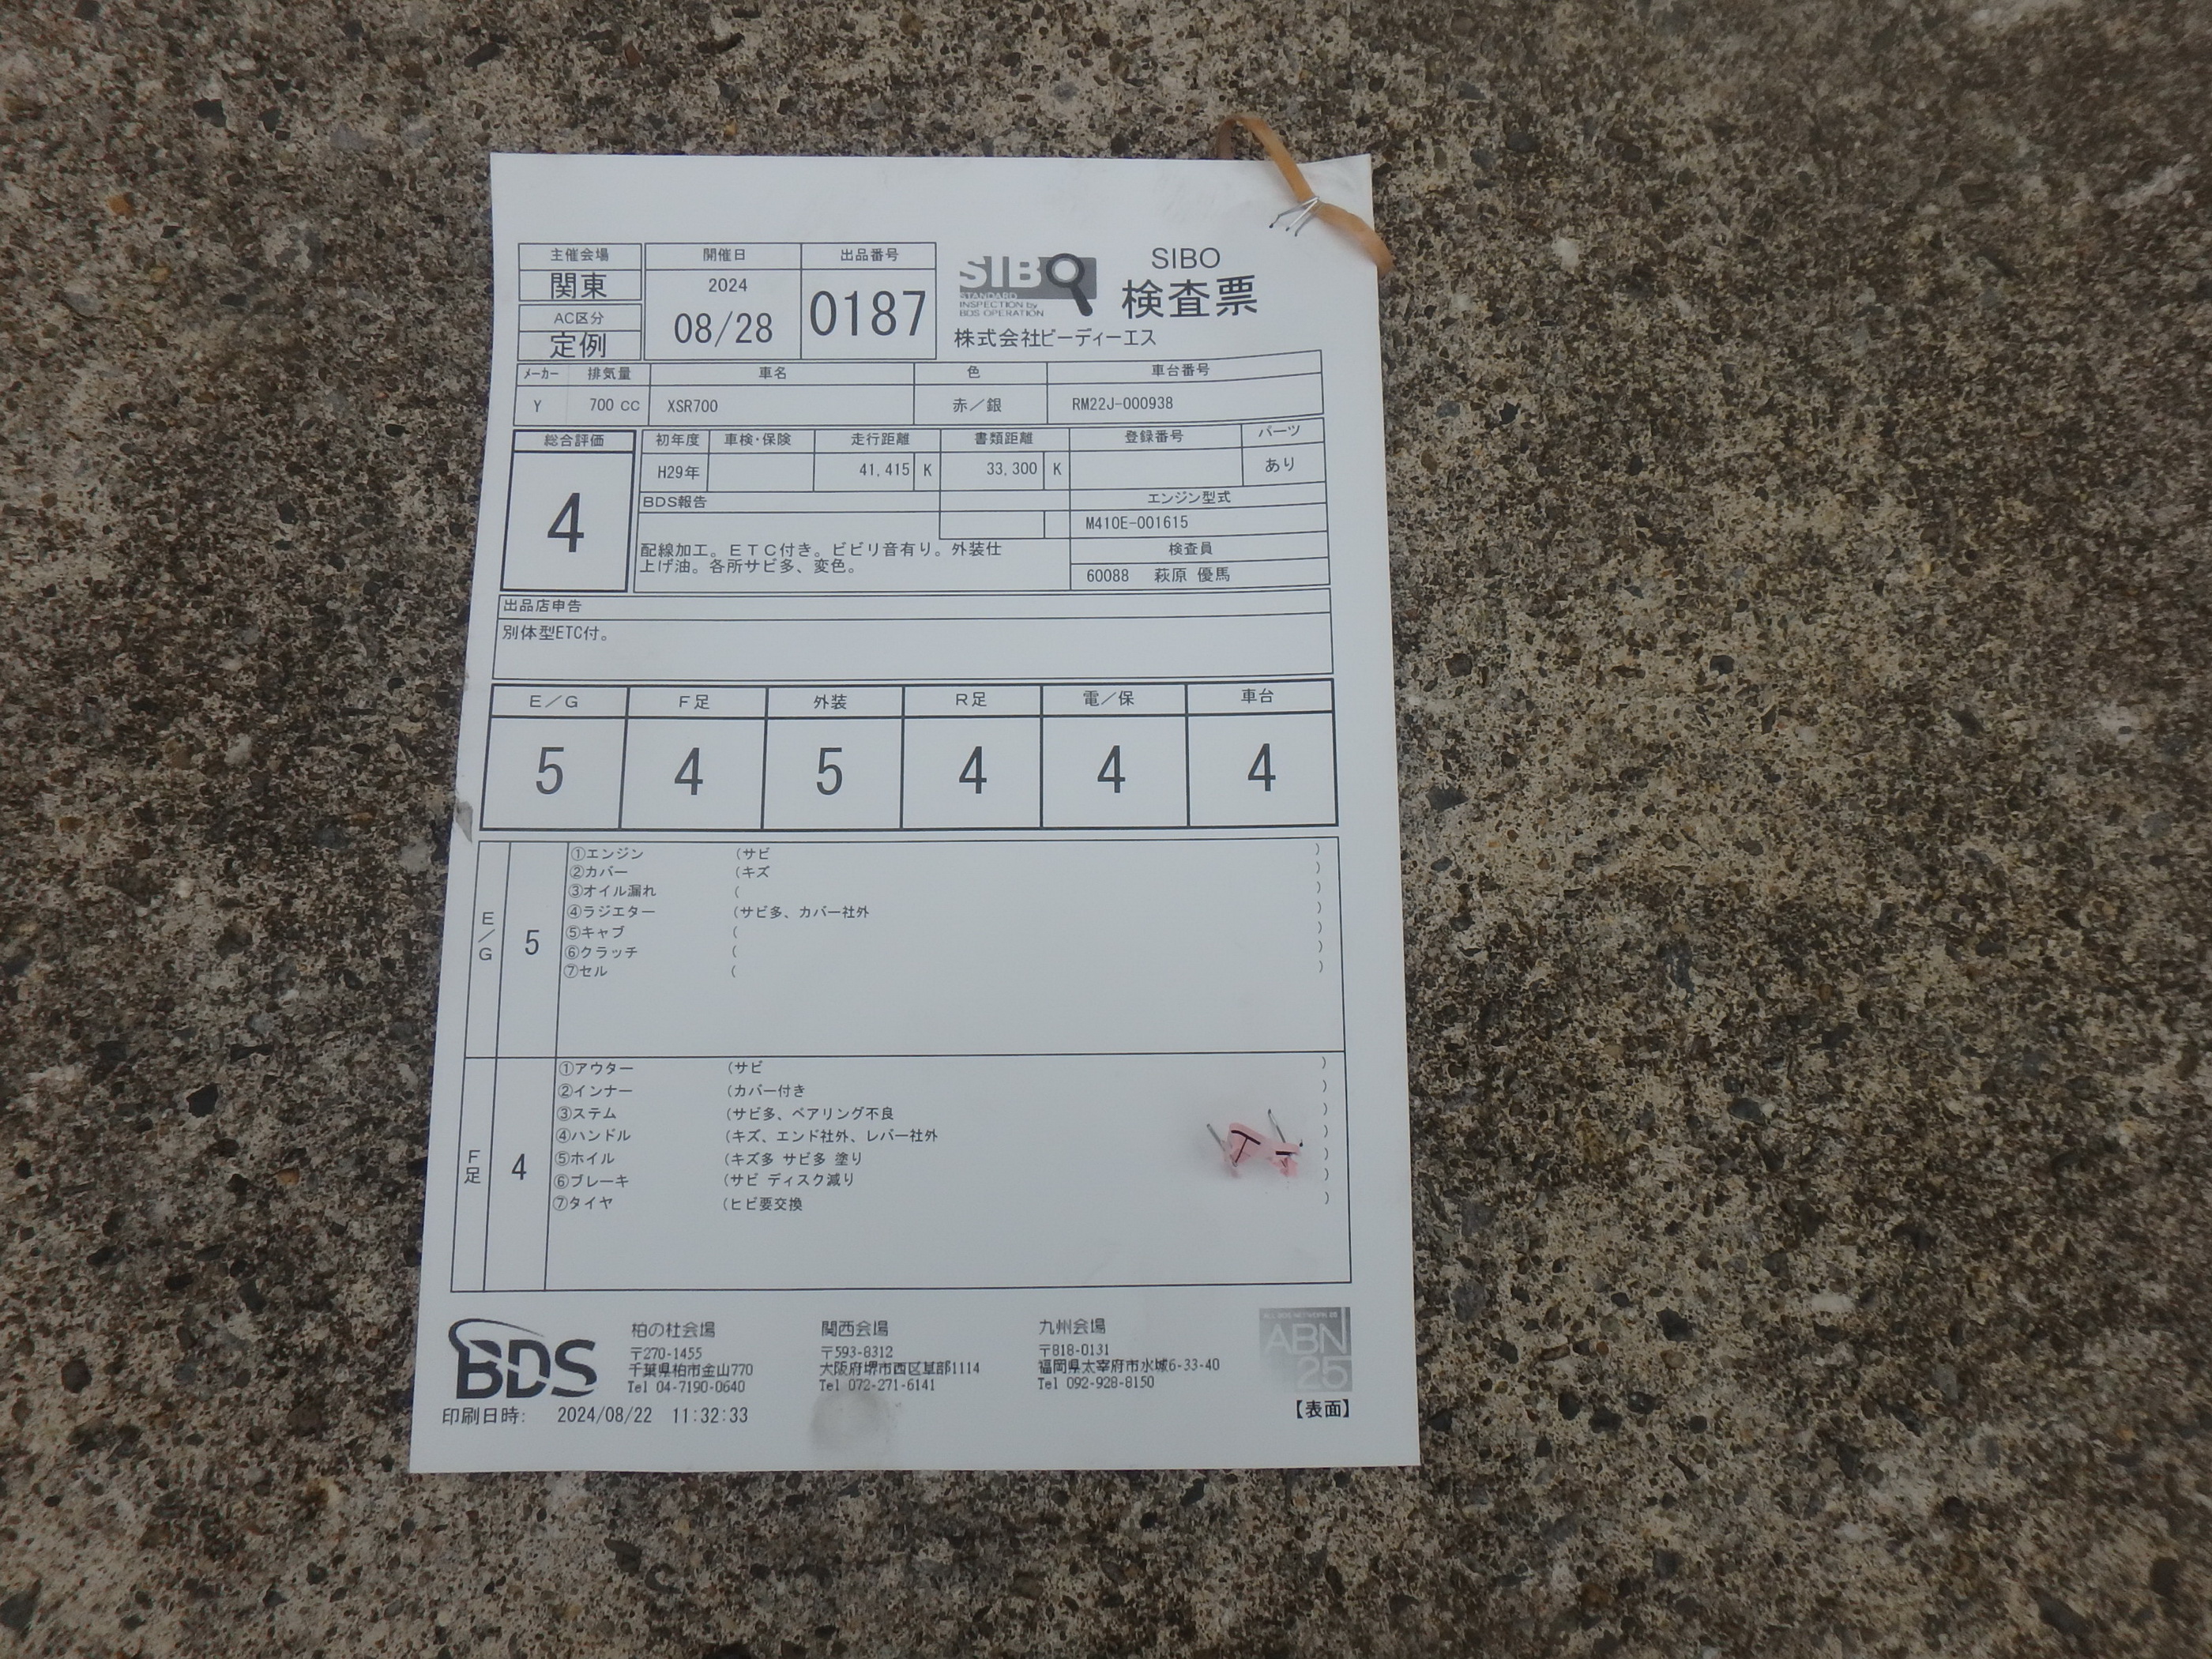 主催会場
関東
AC区分
定例
開催日
2024
08/28
出品番号
0187
SIBO
STANDARD
INSPECTION by
BDS OPERATION
SIBO
検査票
株式会社ビーディーエス
メーカー 排気量 車名 色 車台番号
Y 700 CC XSR700 赤／銀 RM22J-000938
総合評価
4
初年度 車検・保険 走行距離 書類距離 登録番号 パーツ
H29年 41,415 K 33,300 K あり
BDS報告
エンジン型式
M410E-001615
配線加工。ＥＴＣ付き。ビビリ音有り。外装仕
上げ油。各所サビ多、変色。
検査員
60088 萩原 優馬
出品店申告
別体型ETC付。
Ｅ／Ｇ Ｆ足 外装 Ｒ足 電／保 車台
5 4 5 4 4 4
Ｅ／Ｇ
5
①エンジン (サビ )
②カバー (キズ )
③オイル漏れ ( )
④ラジエター (サビ多、カバー社外 )
⑤キャブ ( )
⑥クラッチ ( )
⑦セル ( )
Ｆ足
4
①アウター (サビ )
②インナー (カバー付き )
③ステム (サビ多、ベアリング不良 )
④ハンドル (キズ、エンド社外、レバー社外 )
⑤ホイル (キズ多 サビ多 塗り )
⑥ブレーキ (サビ ディスク減り )
⑦タイヤ (ヒビ要交換 )
BDS
柏の杜会場
〒270-1455
千葉県柏市金山770
Tel 04-7190-0640
関西会場
〒593-8312
大阪府堺市西区草部1114
Tel 072-271-6141
九州会場
〒818-0131
福岡県太宰府市水城6-33-40
Tel 092-928-8150
ABN
25
印刷日時: 2024/08/22 11:32:33
【表面】